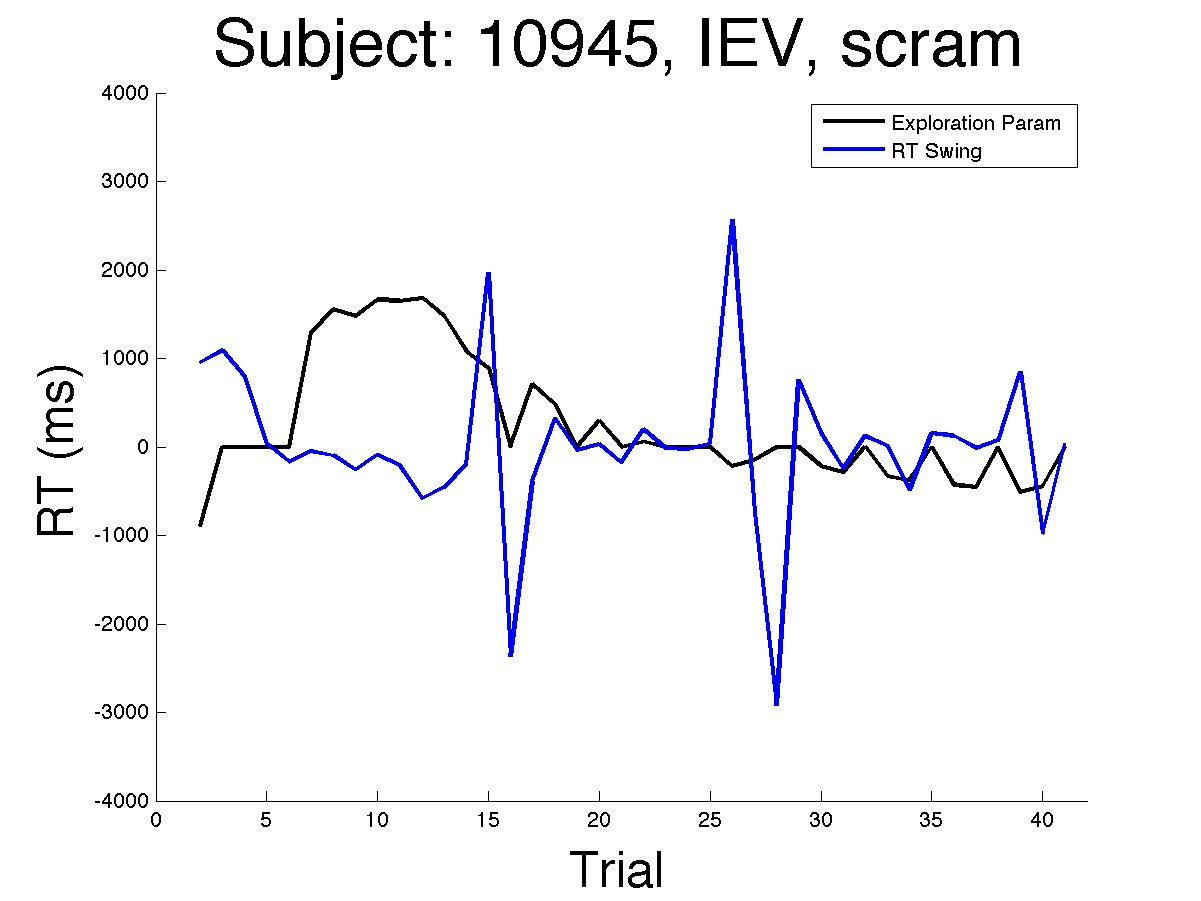 Subject: 10945, IEV, scram
Exploration Param
RT Swing
4000
3000
2000
1000
0
-1000
-2000
-3000
-4000
RT (ms)
0 5 10 15 20 25 30 35 40
Trial